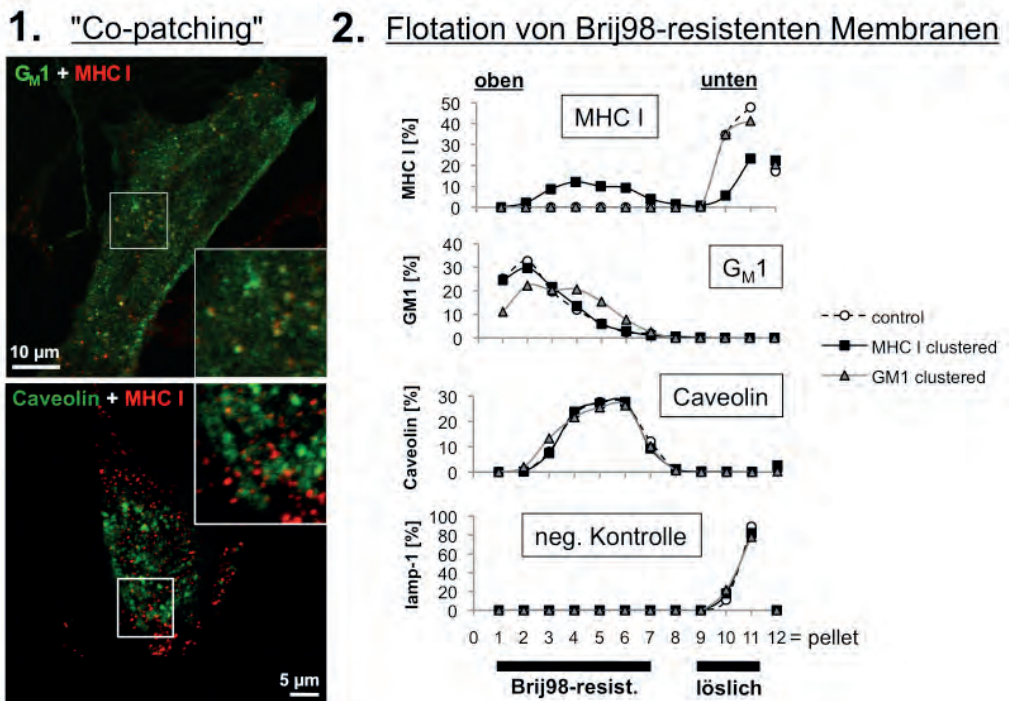 1. "Co-patching"
GM1 + MHC I
10 µm
Caveolin + MHC I
5 µm
2. Flotation von Brij98-resistenten Membranen
oben
unten
MHC I
MHC I [%]
50
40
30
20
10
0
GM1
GM1 [%]
40
30
20
10
0
control
MHC I clustered
GM1 clustered
Caveolin
Caveolin [%]
30
20
10
0
neg. Kontrolle
lamp-1 [%]
100
80
60
40
20
0
0 1 2 3 4 5 6 7 8 9 10 11 12 = pellet
Brij98-resist.
löslich